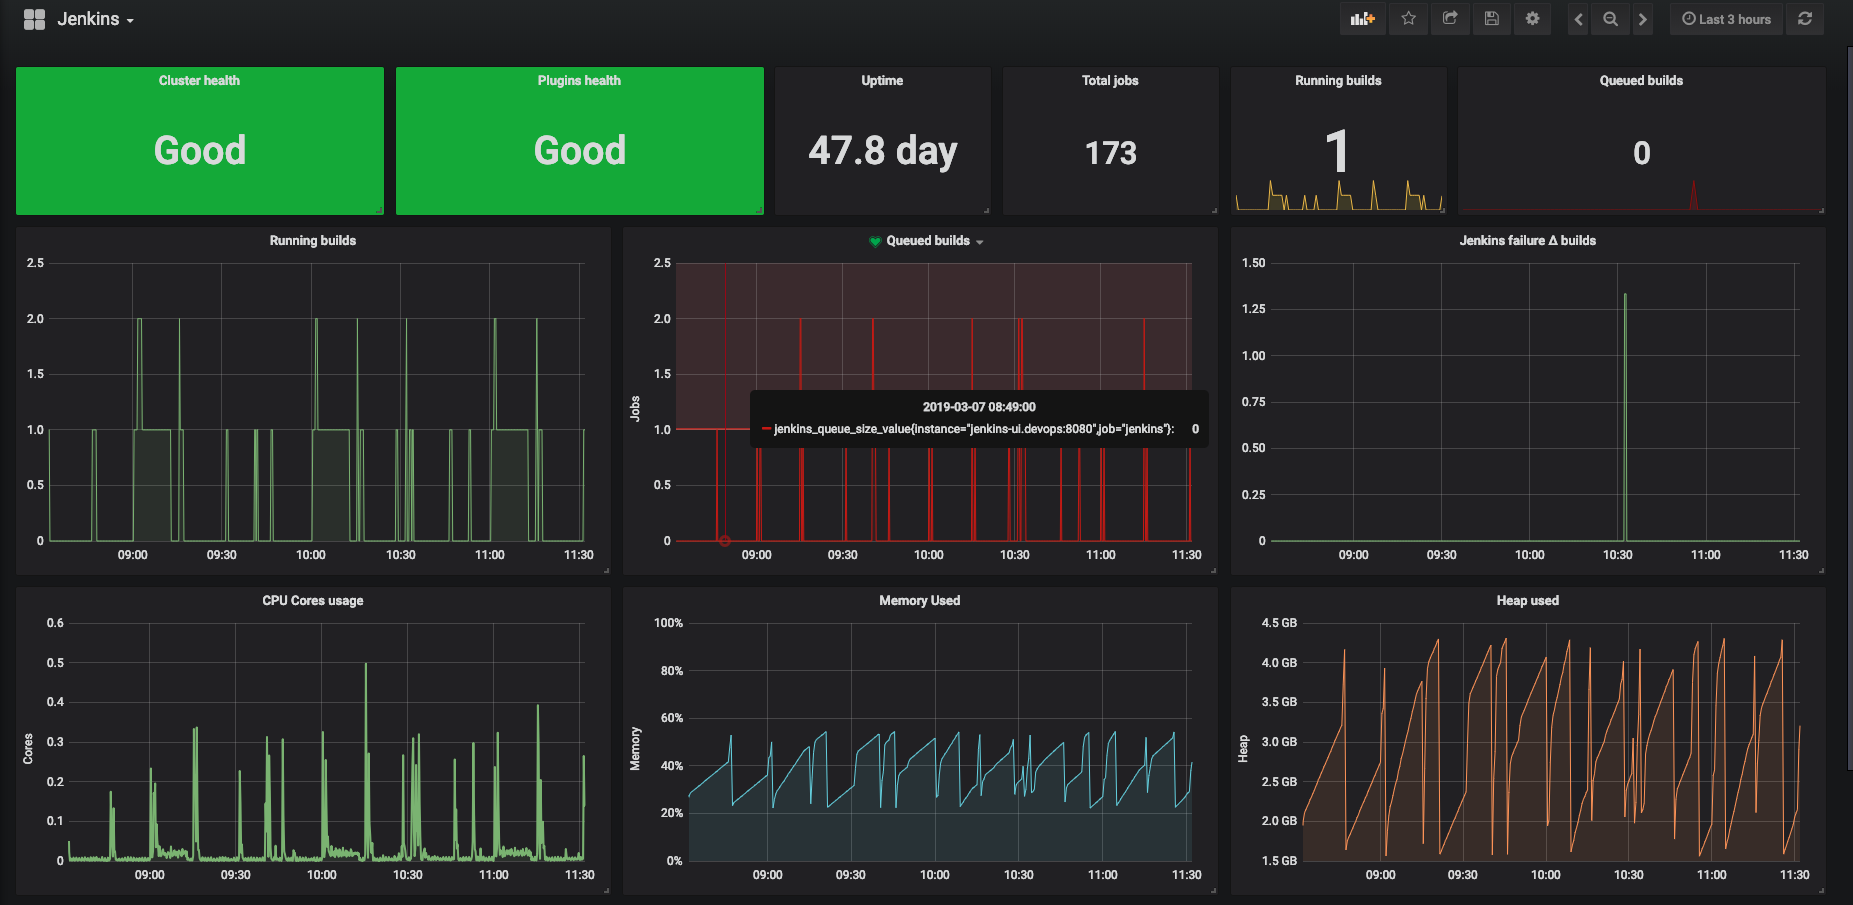 Jenkins
Last 3 hours
Cluster health
Good
Plugins health
Good
Uptime
47.8 day
Total jobs
173
Running builds
1
Queued builds
0
Running builds
2.5
2.0
1.5
1.0
0.5
0
09:00 09:30 10:00 10:30 11:00 11:30
Queued builds
Jobs
2.5
2.0
1.5
1.0
0.5
0
2019-03-07 08:49:00
jenkins_queue_size_value{instance="jenkins-ui.devops:8080",job="jenkins"}: 0
09:00 09:30 10:00 10:30 11:00 11:30
Jenkins failure Δ builds
1.50
1.25
1.00
0.75
0.50
0.25
0
09:00 09:30 10:00 10:30 11:00 11:30
CPU Cores usage
Cores
0.6
0.5
0.4
0.3
0.2
0.1
0
09:00 09:30 10:00 10:30 11:00 11:30
Memory Used
Memory
100%
80%
60%
40%
20%
0%
09:00 09:30 10:00 10:30 11:00 11:30
Heap used
Heap
4.5 GB
4.0 GB
3.5 GB
3.0 GB
2.5 GB
2.0 GB
1.5 GB
09:00 09:30 10:00 10:30 11:00 11:30